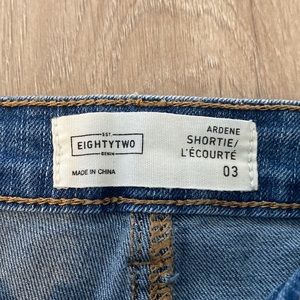 EST.
EIGHTYTWO
DENIM
MADE IN CHINA
ARDENE
SHORTIE/
L'ÉCOURTÉ
03